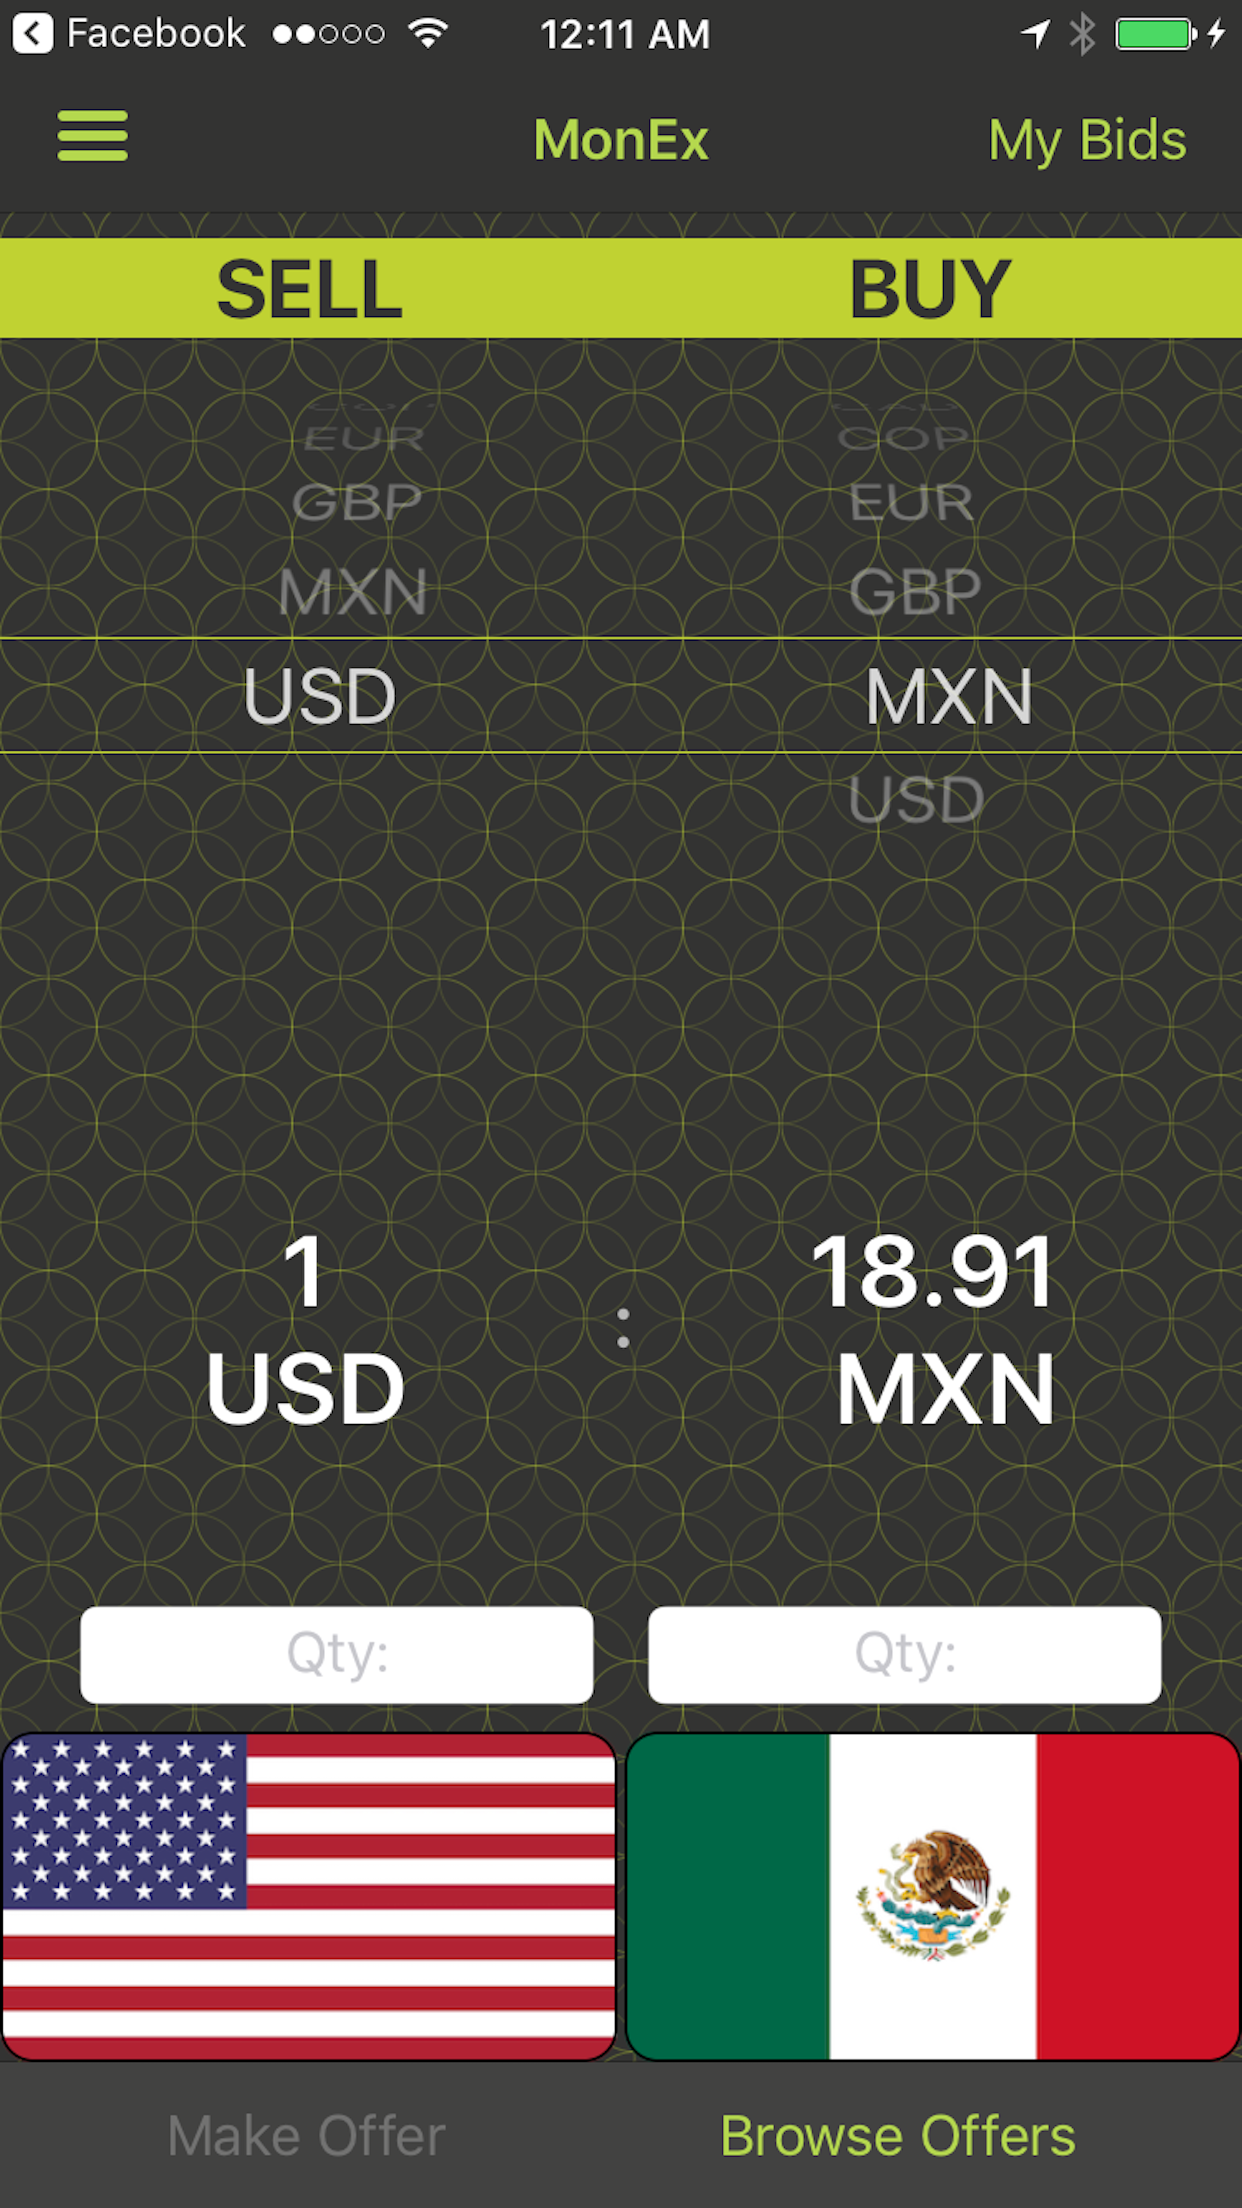 Facebook 12:11 AM
MonEx My Bids
SELL BUY
EUR COP
GBP EUR
MXN GBP
USD MXN
USD
1 : 18.91
USD MXN
Qty: Qty:
Make Offer Browse Offers